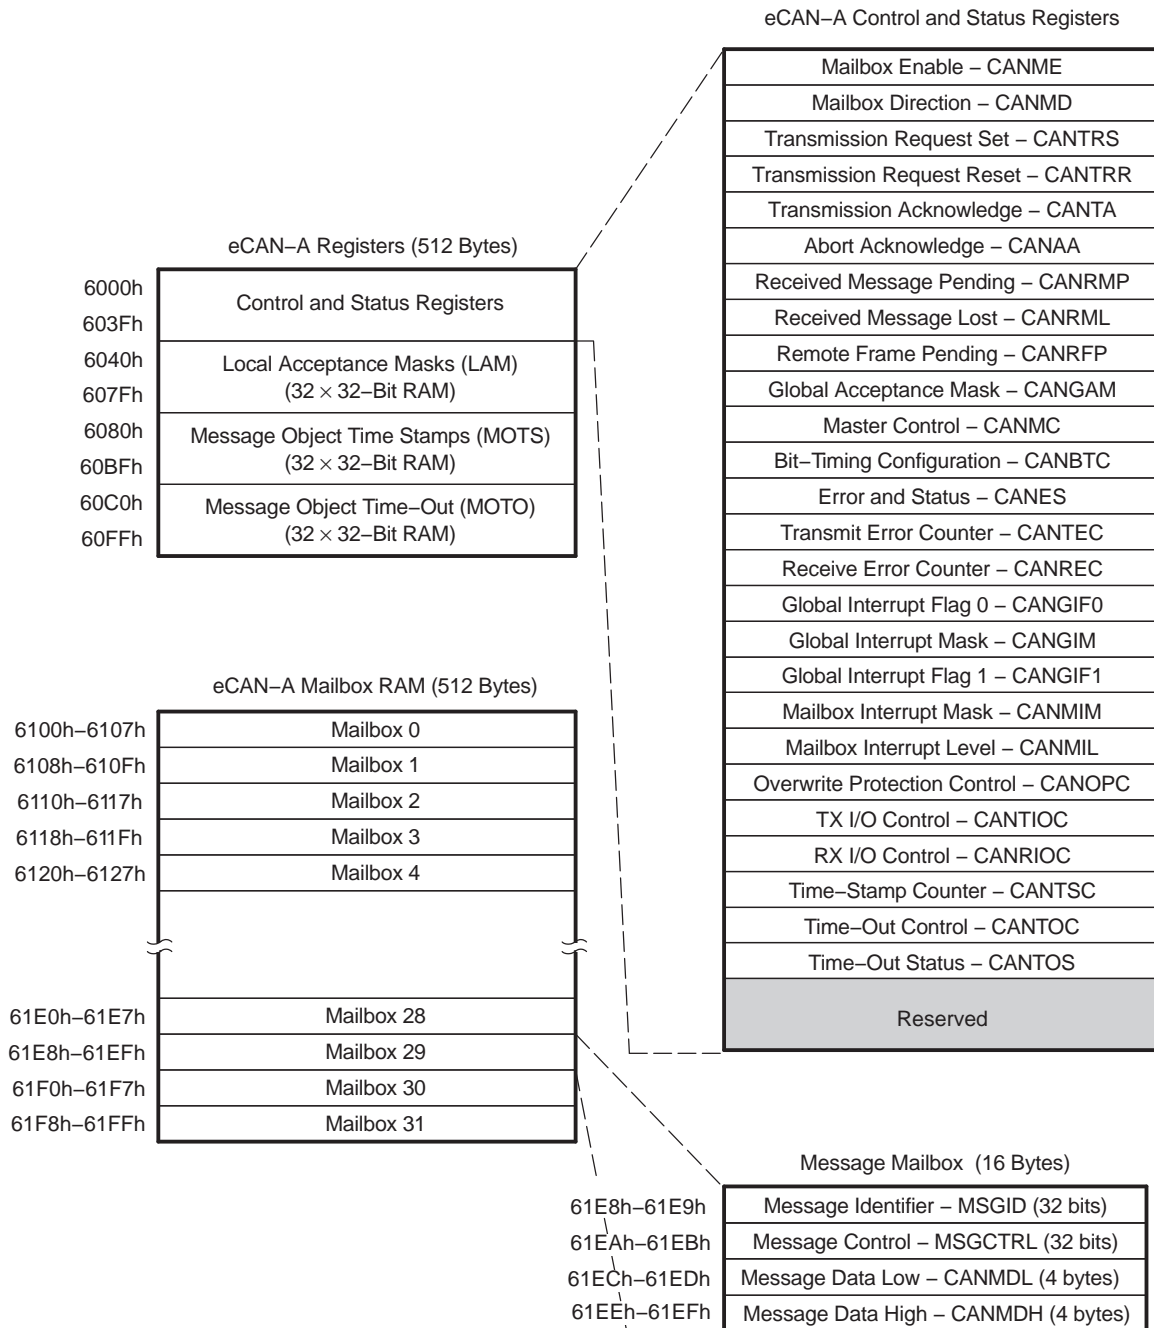 eCAN–A Control and Status Registers
Mailbox Enable – CANME
Mailbox Direction – CANMD
Transmission Request Set – CANTRS
Transmission Request Reset – CANTRR
Transmission Acknowledge – CANTA
Abort Acknowledge – CANAA
Received Message Pending – CANRMP
Received Message Lost – CANRML
Remote Frame Pending – CANRFP
Global Acceptance Mask – CANGAM
Master Control – CANMC
Bit–Timing Configuration – CANBTC
Error and Status – CANES
Transmit Error Counter – CANTEC
Receive Error Counter – CANREC
Global Interrupt Flag 0 – CANGIF0
Global Interrupt Mask – CANGIM
Global Interrupt Flag 1 – CANGIF1
Mailbox Interrupt Mask – CANMIM
Mailbox Interrupt Level – CANMIL
Overwrite Protection Control – CANOPC
TX I/O Control – CANTIOC
RX I/O Control – CANRIOC
Time–Stamp Counter – CANTSC
Time–Out Control – CANTOC
Time–Out Status – CANTOS
Reserved
eCAN–A Registers (512 Bytes)
6000h
Control and Status Registers
603Fh
6040h
Local Acceptance Masks (LAM)
(32 × 32–Bit RAM)
607Fh
6080h
Message Object Time Stamps (MOTS)
(32 × 32–Bit RAM)
60BFh
60C0h
Message Object Time–Out (MOTO)
(32 × 32–Bit RAM)
60FFh
eCAN–A Mailbox RAM (512 Bytes)
6100h–6107h Mailbox 0
6108h–610Fh Mailbox 1
6110h–6117h Mailbox 2
6118h–611Fh Mailbox 3
6120h–6127h Mailbox 4
61E0h–61E7h Mailbox 28
61E8h–61EFh Mailbox 29
61F0h–61F7h Mailbox 30
61F8h–61FFh Mailbox 31
Message Mailbox (16 Bytes)
61E8h–61E9h Message Identifier – MSGID (32 bits)
61EAh–61EBh Message Control – MSGCTRL (32 bits)
61ECh–61EDh Message Data Low – CANMDL (4 bytes)
61EEh–61EFh Message Data High – CANMDH (4 bytes)